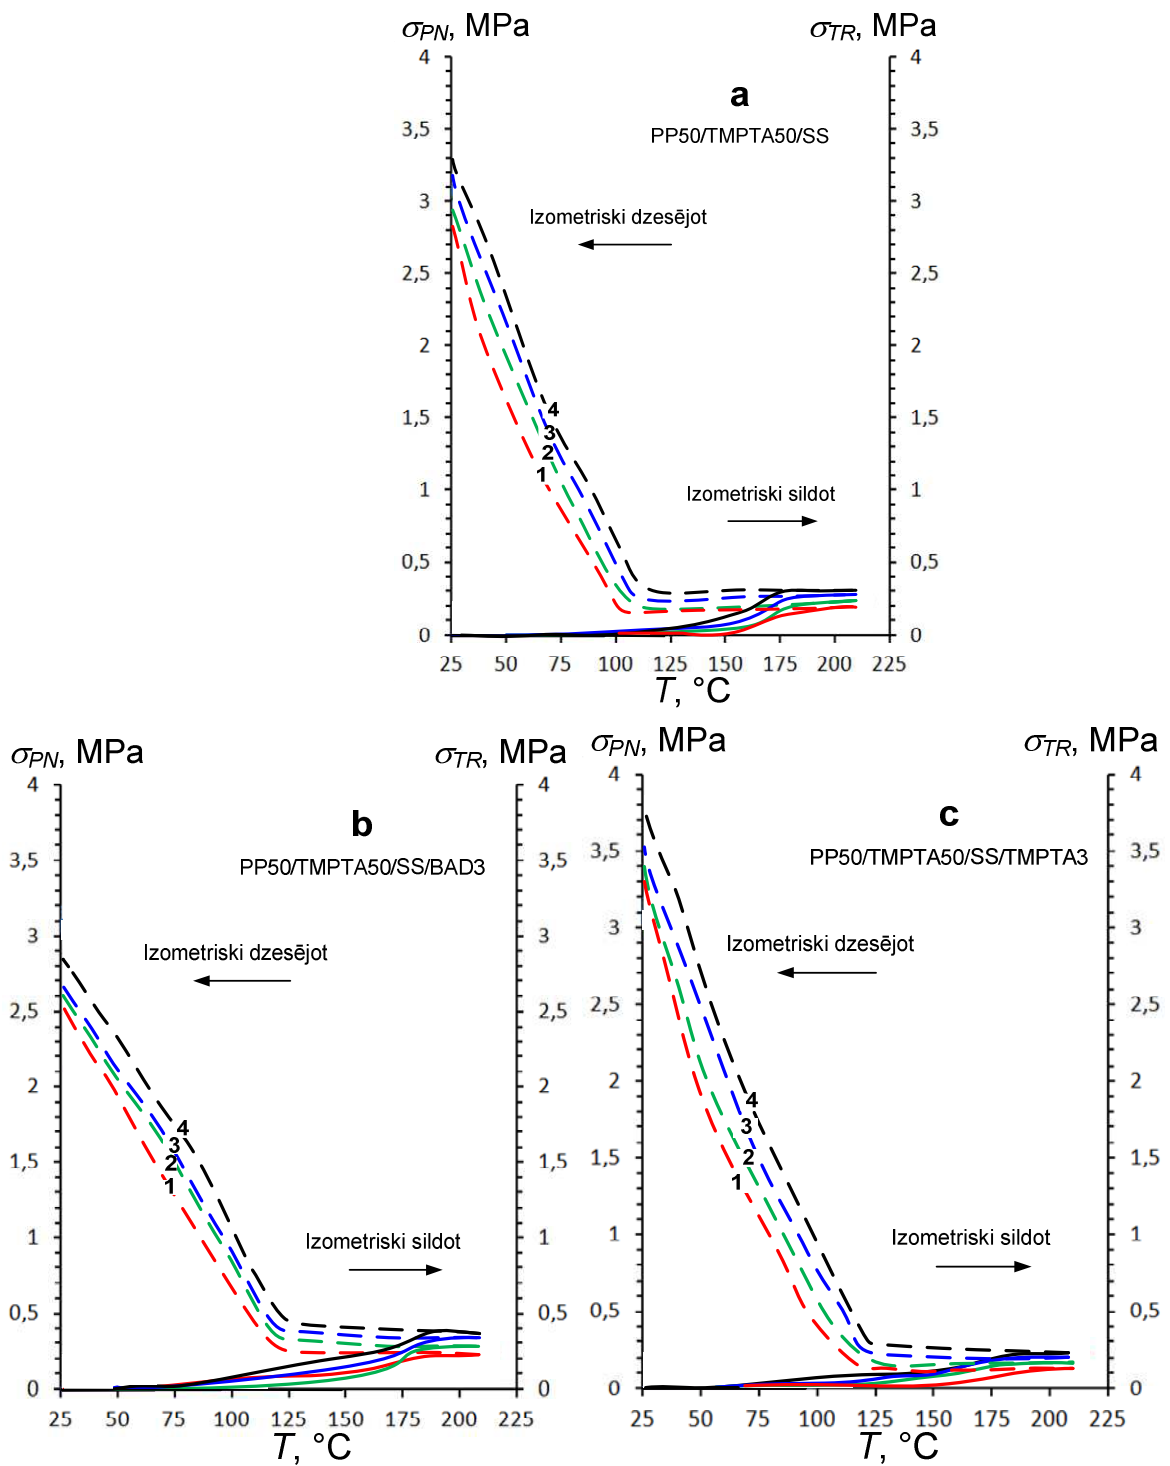 σPN, MPa
σTR, MPa
4
4
a
3,5
3,5
PP50/TMPTA50/SS
3
3
Izometriski dzesējot
2,5
2,5
2
2
1,5
1,5
4
3
2
1
1
1
Izometriski sildot
0,5
0,5
0
0
25 50 75 100 125 150 175 200 225
T, °C
σPN, MPa
σTR, MPa
4
4
b
3,5
3,5
PP50/TMPTA50/SS/BAD3
3
3
Izometriski dzesējot
2,5
2,5
2
2
4
3
2
1
1,5
1,5
1
1
Izometriski sildot
0,5
0,5
0
0
25 50 75 100 125 150 175 200 225
T, °C
σPN, MPa
σTR, MPa
4
4
c
3,5
3,5
PP50/TMPTA50/SS/TMPTA3
3
3
Izometriski dzesējot
2,5
2,5
2
2
4
3
2
1
1,5
1,5
1
1
Izometriski sildot
0,5
0,5
0
0
25 50 75 100 125 150 175 200 225
T, °C